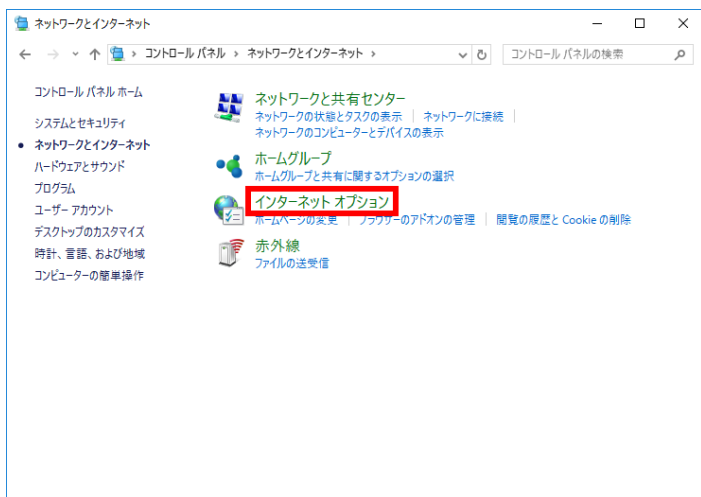 ネットワークとインターネット
コントロール パネル › ネットワークとインターネット ›
コントロール パネルの検索
コントロール パネル ホーム
システムとセキュリティ
ネットワークとインターネット
ハードウェアとサウンド
プログラム
ユーザー アカウント
デスクトップのカスタマイズ
時計、言語、および地域
コンピューターの簡単操作
ネットワークと共有センター
ネットワークの状態とタスクの表示 | ネットワークに接続 |
ネットワークのコンピューターとデバイスの表示
ホームグループ
ホームグループと共有に関するオプションの選択
インターネット オプション
ホームページの変更 | ブラウザーのアドオンの管理 | 閲覧の履歴と Cookie の削除
赤外線
ファイルの送受信